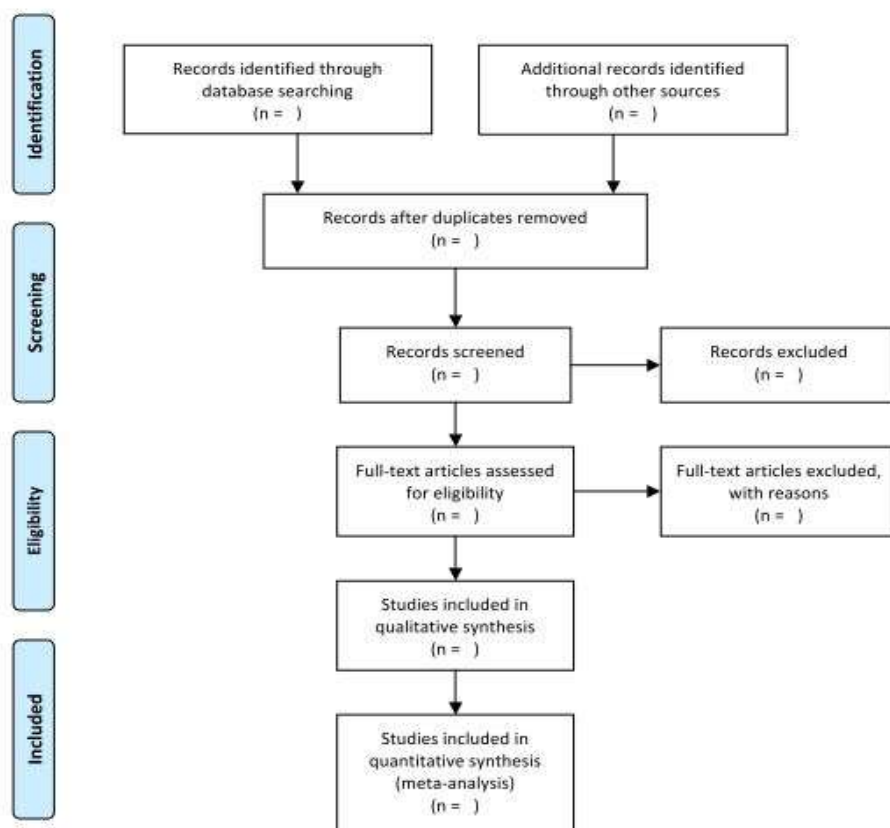 Identification
Records identified through
database searching
(n =   )
Additional records identified
through other sources
(n =   )
Records after duplicates removed
(n =   )
Screening
Records screened
(n =   )
Records excluded
(n =   )
Eligibility
Full-text articles assessed
for eligibility
(n =   )
Full-text articles excluded,
with reasons
(n =   )
Studies included in
qualitative synthesis
(n =   )
Included
Studies included in
quantitative synthesis
(meta-analysis)
(n =   )